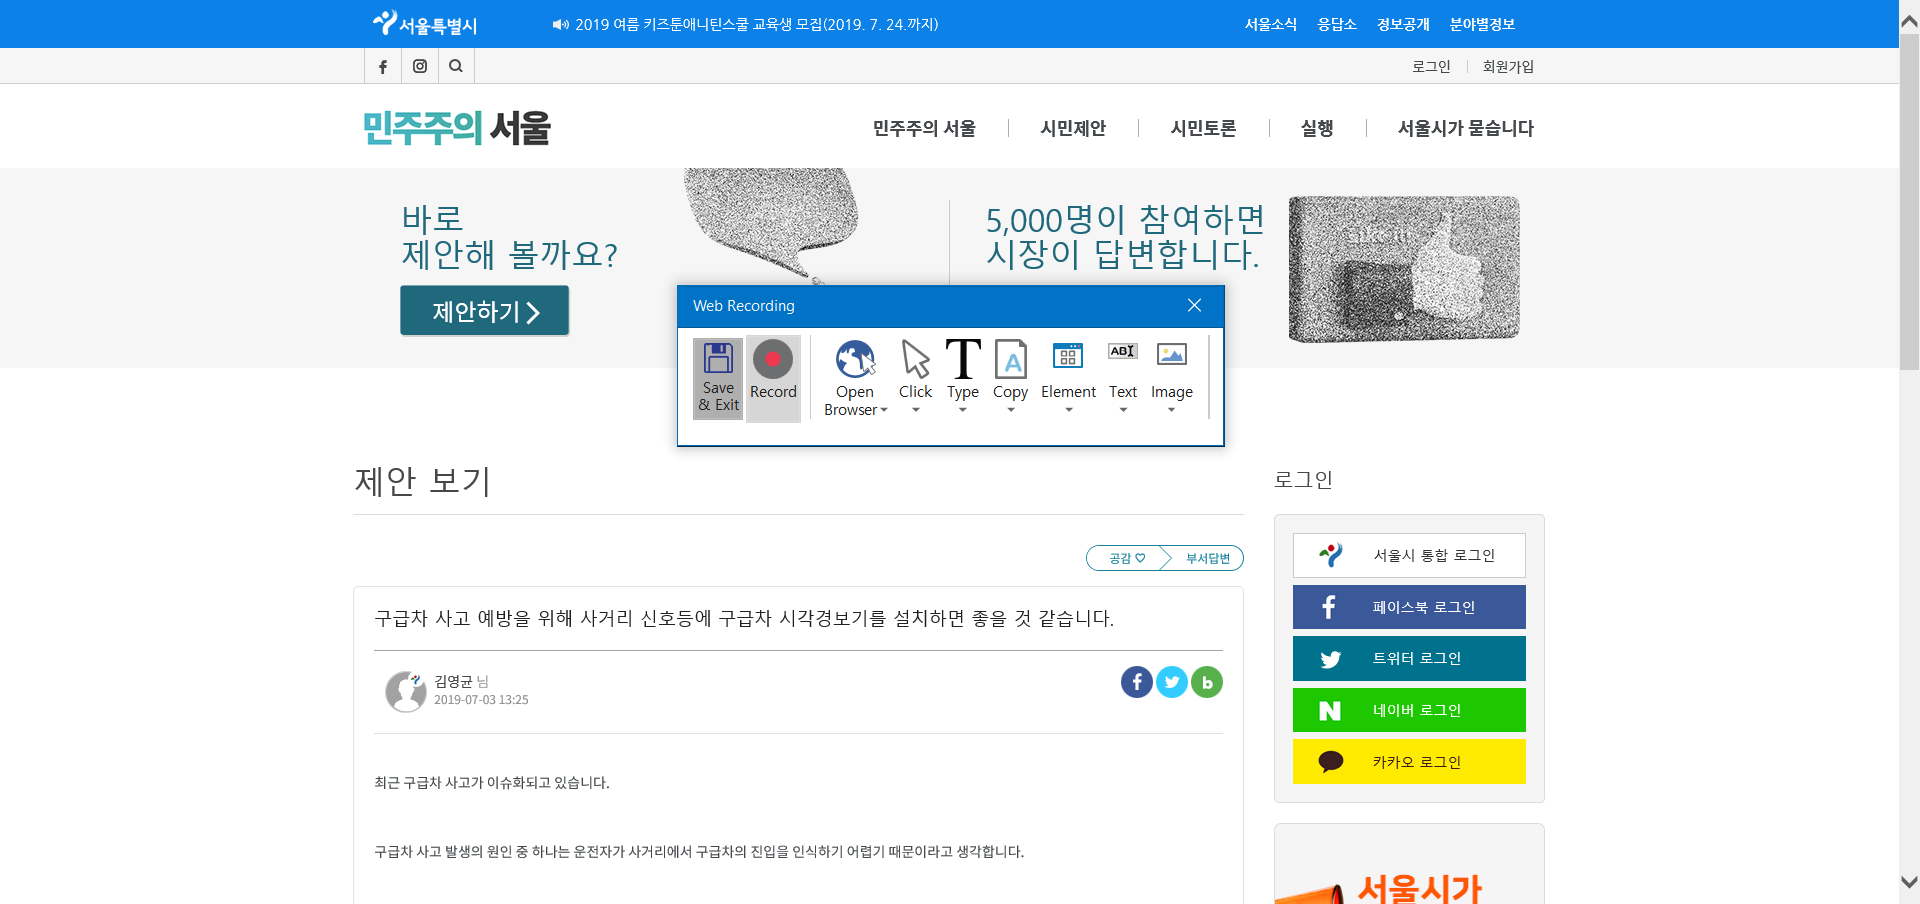 서울특별시
2019 여름 키즈툰애니틴스쿨 교육생 모집(2019. 7. 24.까지)
서울소식 응답소 정보공개 분야별정보
로그인 회원가입
민주주의 서울
민주주의 서울 시민제안 시민토론 실행 서울시가 묻습니다
바로
제안해 볼까요?
제안하기
5,000명이 참여하면
시장이 답변합니다.
Web Recording
Save
& Exit
Record
Open
Browser
Click
Type
Copy
Element
Text
Image
제안 보기
공감 부서답변
구급차 사고 예방을 위해 사거리 신호등에 구급차 시각경보기를 설치하면 좋을 것 같습니다.
김영균 님
2019-07-03 13:25
최근 구급차 사고가 이슈화되고 있습니다.
구급차 사고 발생의 원인 중 하나는 운전자가 사거리에서 구급차의 진입을 인식하기 어렵기 때문이라고 생각합니다.
로그인
서울시 통합 로그인
페이스북 로그인
트위터 로그인
네이버 로그인
카카오 로그인
서울시가